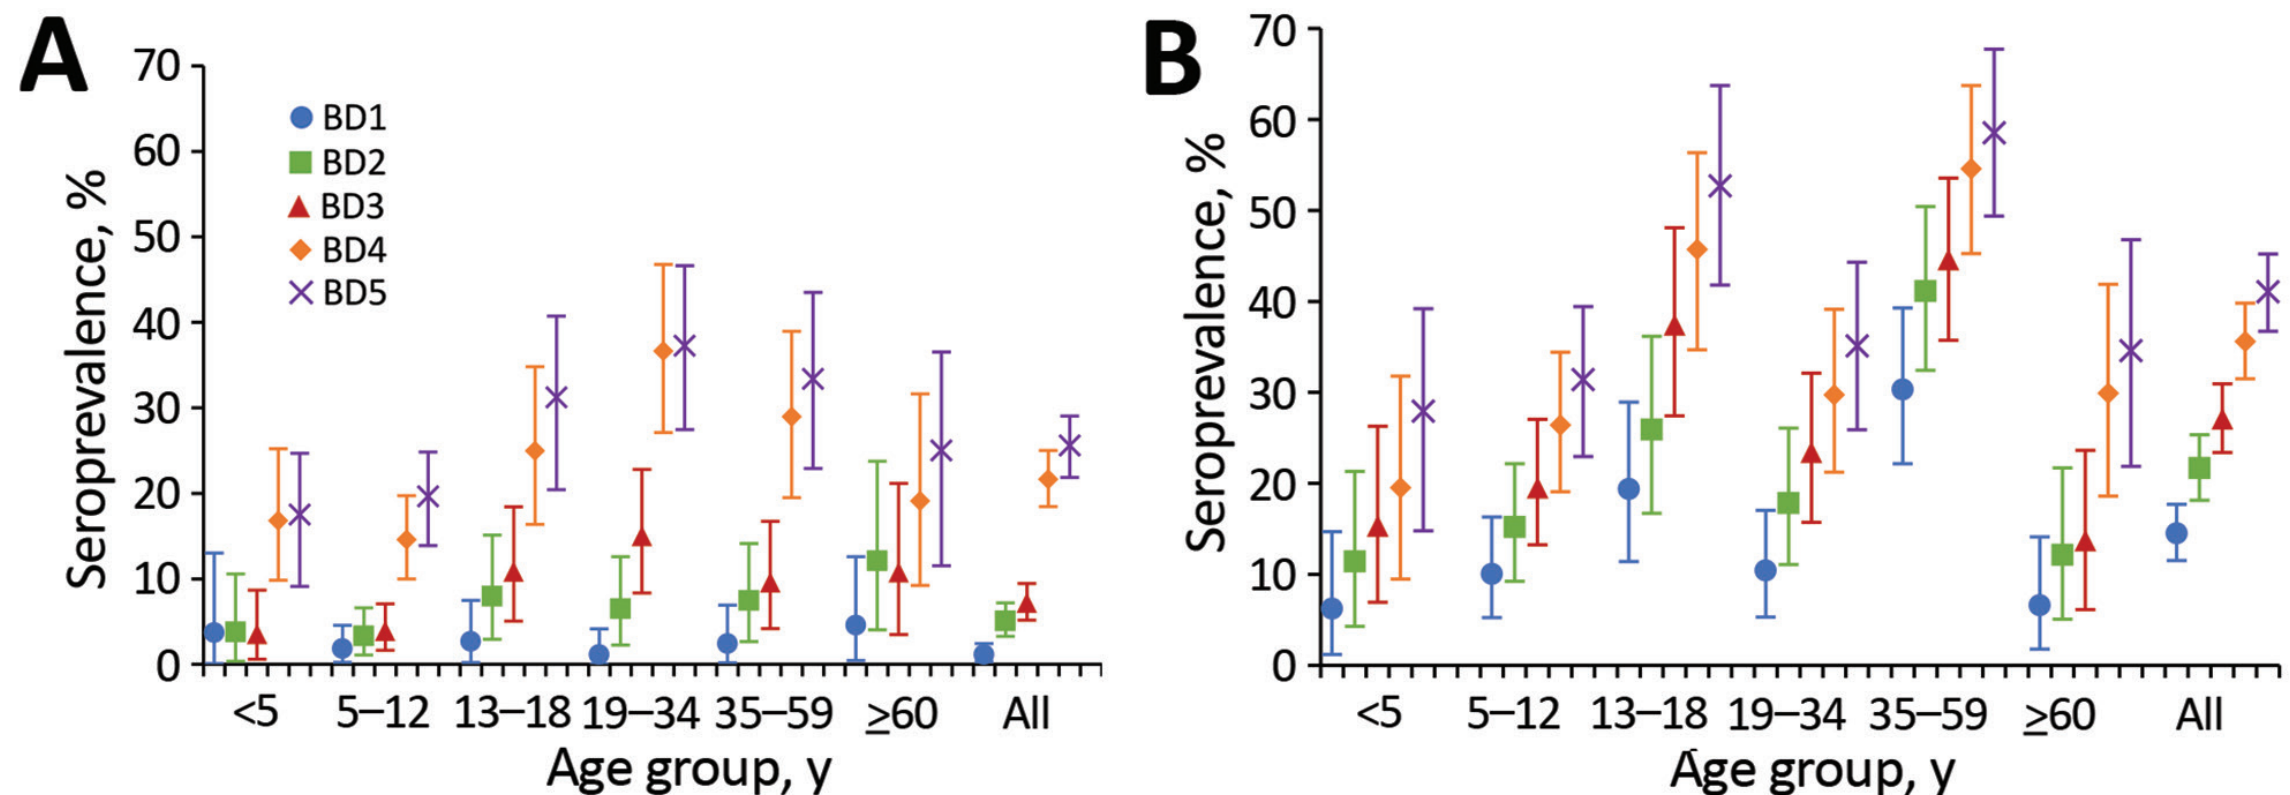 A
Seroprevalence, %
70
60
50
40
30
20
10
0
BD1
BD2
BD3
BD4
BD5
<5 5–12 13–18 19–34 35–59 ≥60 All
Age group, y
B
Seroprevalence, %
70
60
50
40
30
20
10
0
<5 5–12 13–18 19–34 35–59 ≥60 All
Age group, y